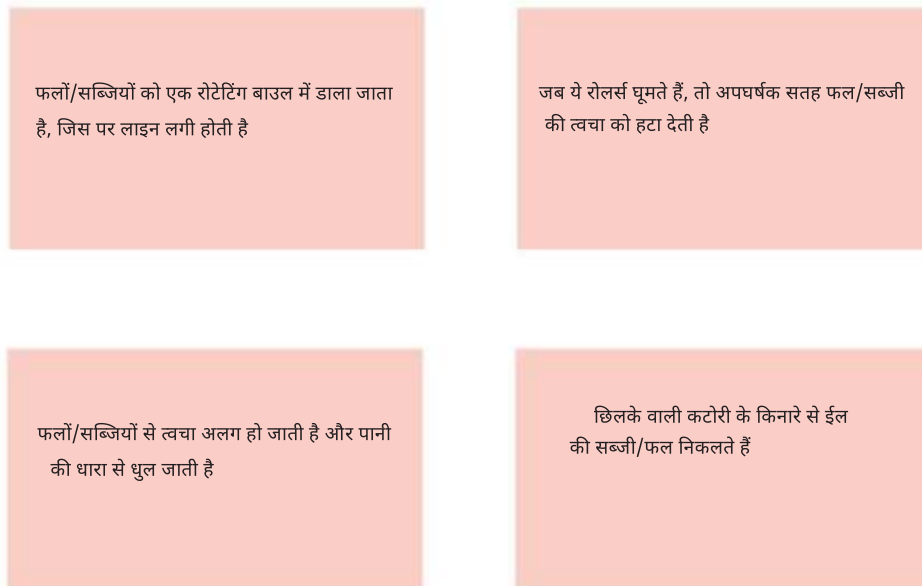 फलों/सब्जियों को एक रोटेटिंग बाउल में डाला जाता
है, जिस पर लाइन लगी होती है
जब ये रोलर्स घूमते हैं, तो अपघर्षक सतह फल/सब्जी
की त्वचा को हटा देती है
फलों/सब्जियों से त्वचा अलग हो जाती है और पानी
की धारा से धुल जाती है
छिलके वाली कटोरी के किनारे से ईल
की सब्जी/फल निकलते हैं